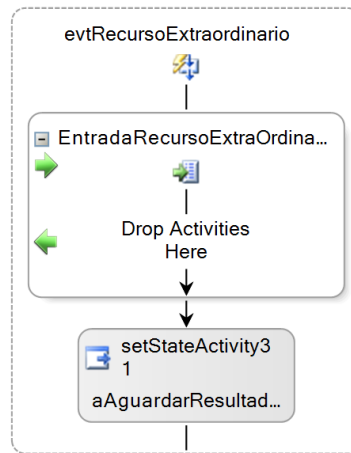 evtRecursoExtraordinario
EntradaRecursoExtraOrdina...
Drop Activities
Here
setStateActivity3
1
aAguardarResultad...